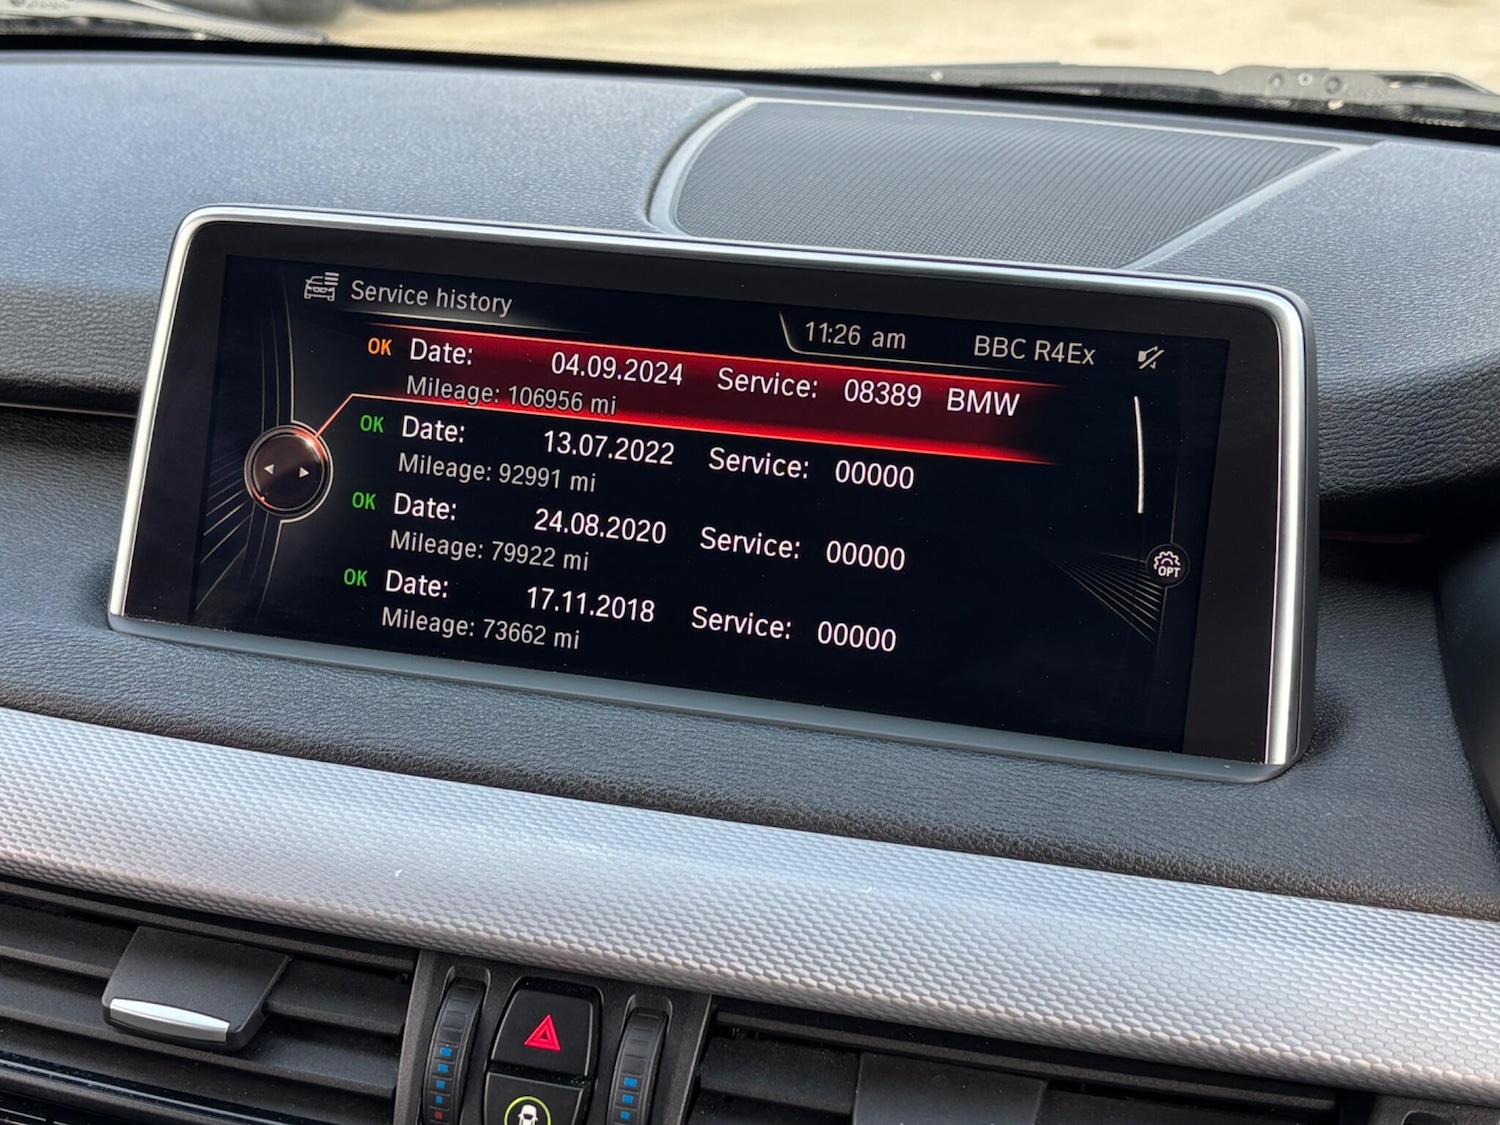 Service history
11:26 am BBC R4Ex
OK Date: 04.09.2024 Service: 08389 BMW
Mileage: 106956 mi
OK Date: 13.07.2022 Service: 00000
Mileage: 92991 mi
OK Date: 24.08.2020 Service: 00000
Mileage: 79922 mi
OK Date: 17.11.2018 Service: 00000
Mileage: 73662 mi
OPT